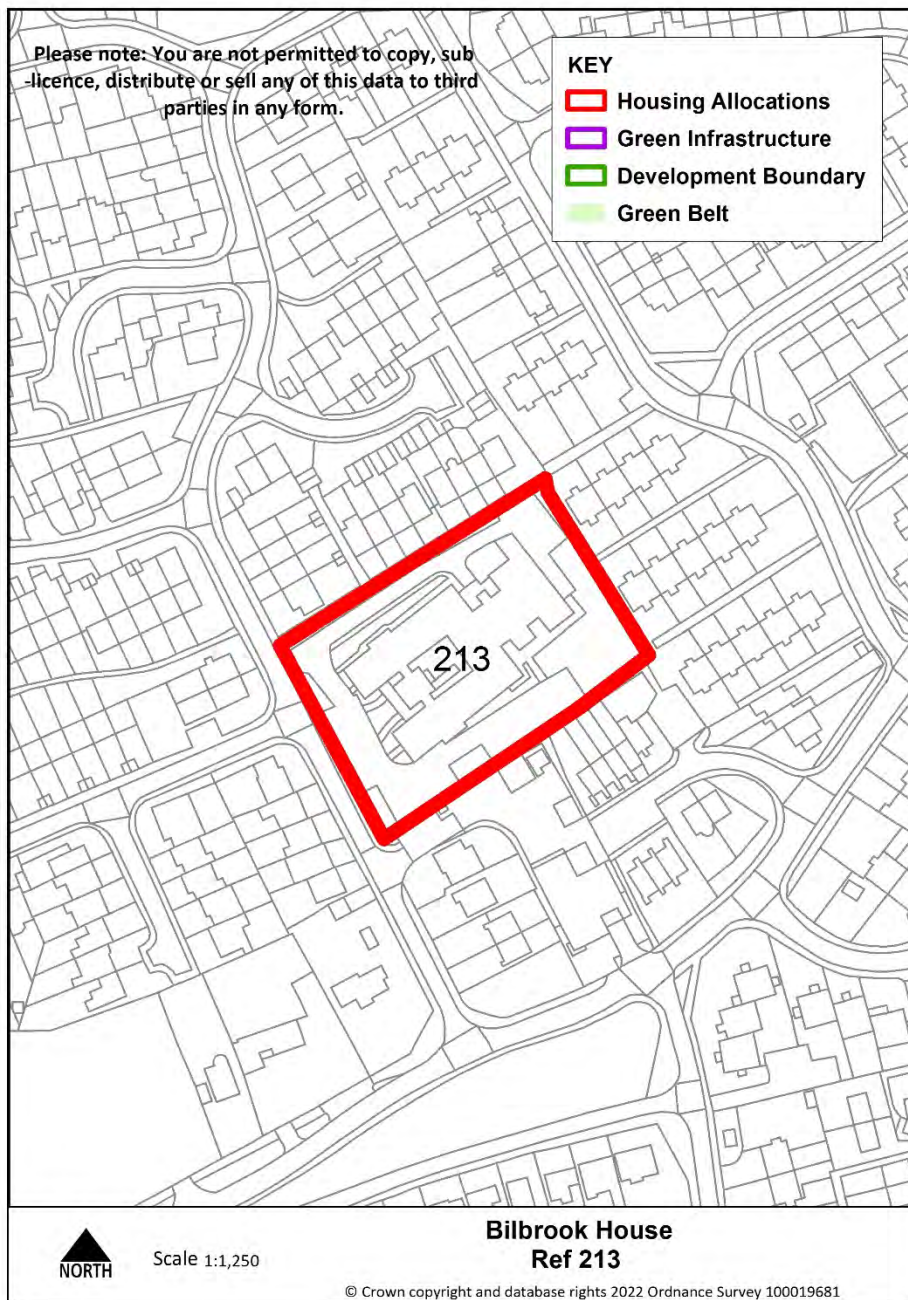 Please note: You are not permitted to copy, sub
-licence, distribute or sell any of this data to third
parties in any form.
KEY
Housing Allocations
Green Infrastructure
Development Boundary
Green Belt
213
NORTH
Scale 1:1,250
Bilbrook House
Ref 213
© Crown copyright and database rights 2022 Ordnance Survey 100019681